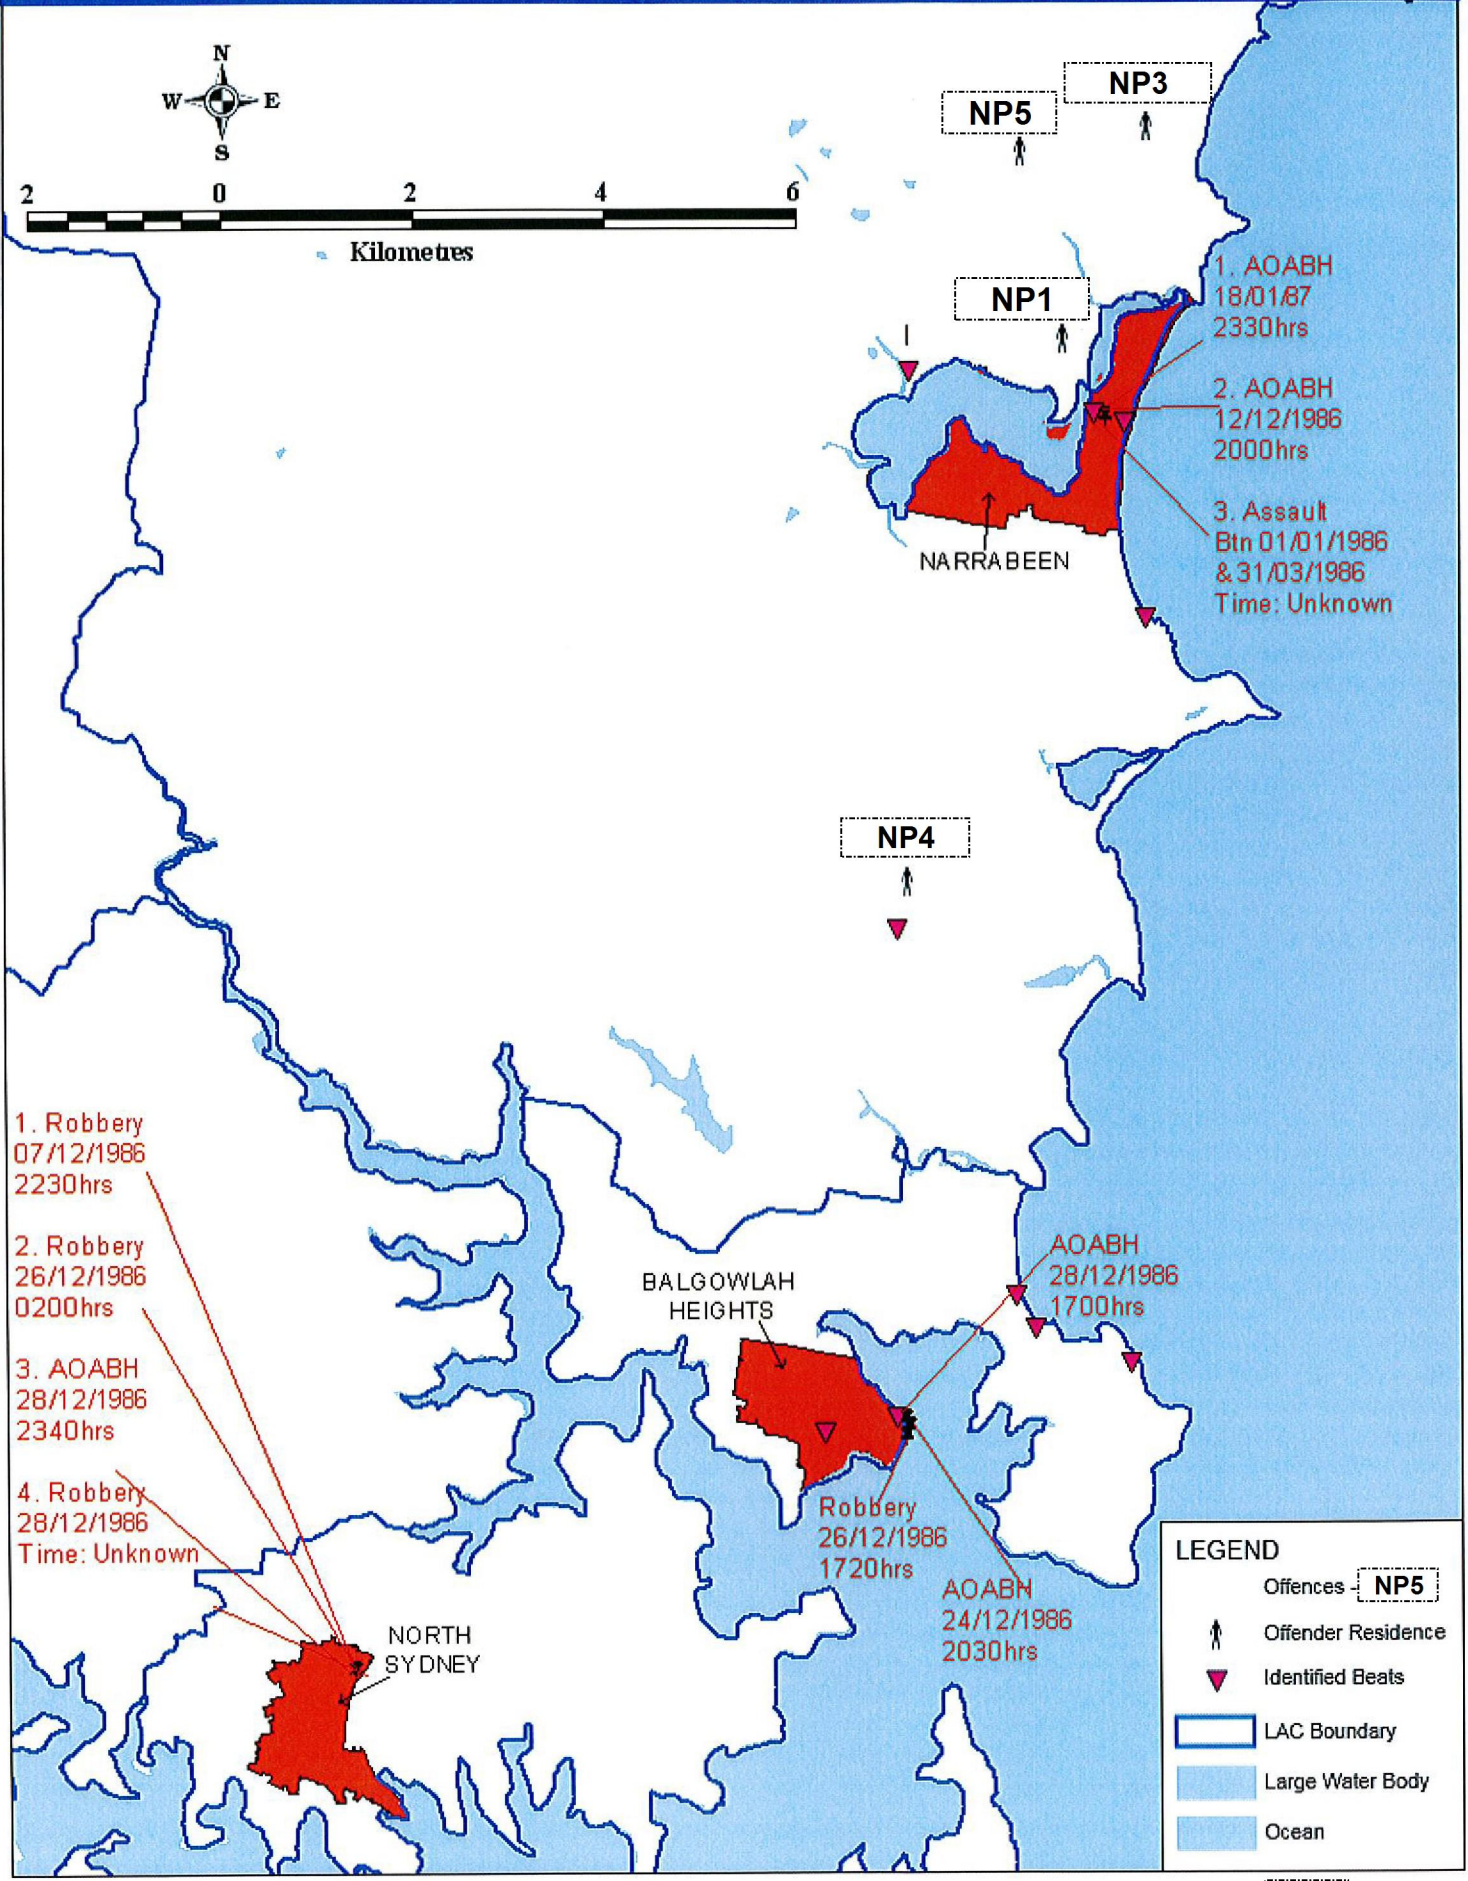 N
W E
S
2 0 2 4 6
Kilometres
NP3
NP5
NP1
1. AOABH
18/01/87
2330hrs
2. AOABH
12/12/1986
2000hrs
3. Assault
Btn 01/01/1986
& 31/03/1986
Time: Unknown
NARRABEEN
NP4
1. Robbery
07/12/1986
2230hrs
2. Robbery
26/12/1986
0200hrs
3. AOABH
28/12/1986
2340hrs
4. Robbery
28/12/1986
Time: Unknown
BALGOWLAH
HEIGHTS
AOABH
28/12/1986
1700hrs
Robbery
26/12/1986
1720hrs
AOABH
24/12/1986
2030hrs
NORTH
SYDNEY
LEGEND
Offences - NP5
Offender Residence
Identified Beats
LAC Boundary
Large Water Body
Ocean